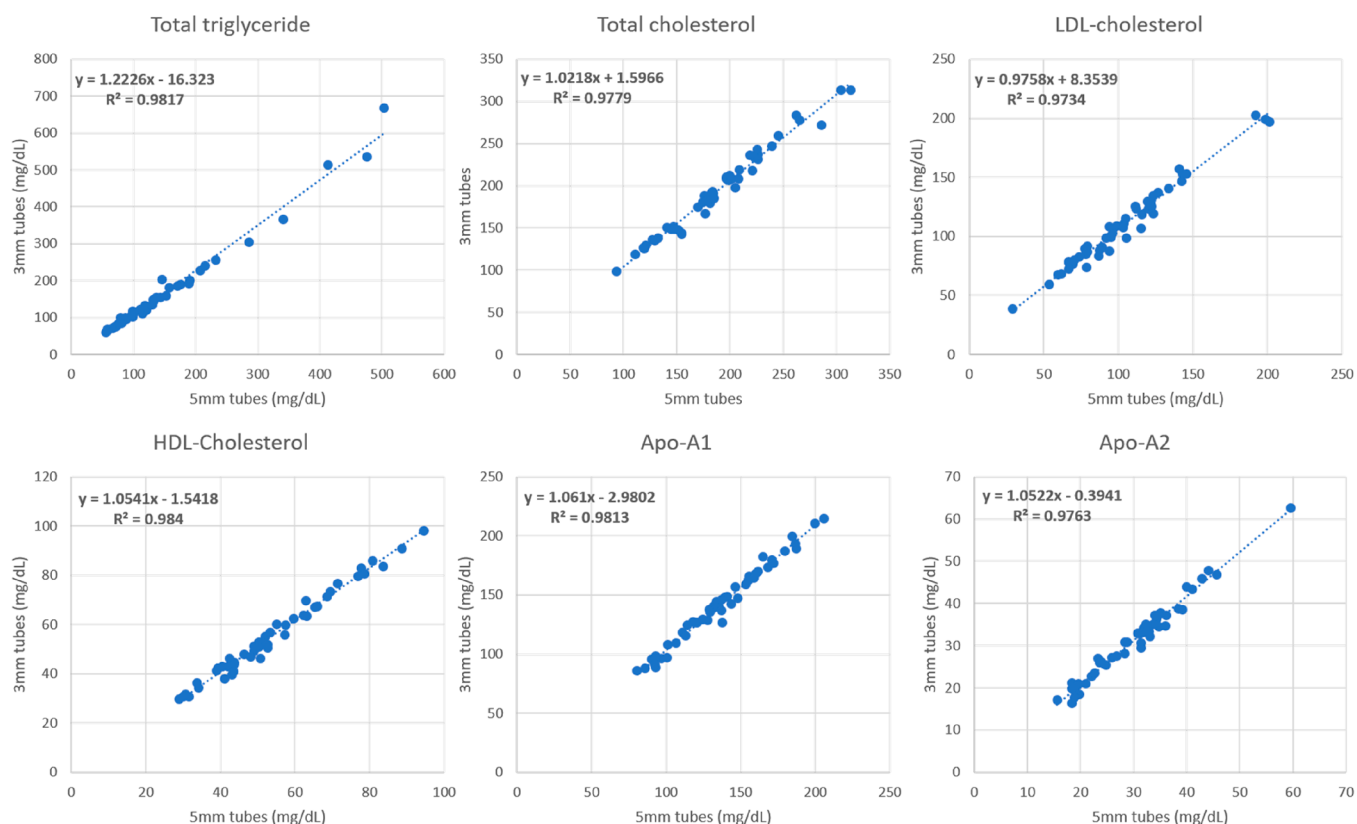 Total triglyceride
y = 1.2226x - 16.323
R² = 0.9817
3mm tubes (mg/dL)
800
700
600
500
400
300
200
100
0
0 100 200 300 400 500 600
5mm tubes (mg/dL)
Total cholesterol
y = 1.0218x + 1.5966
R² = 0.9779
3mm tubes
350
300
250
200
150
100
50
0
0 50 100 150 200 250 300 350
5mm tubes
LDL-cholesterol
y = 0.9758x + 8.3539
R² = 0.9734
3mm tubes (mg/dL)
250
200
150
100
50
0
0 50 100 150 200 250
5mm tubes (mg/dL)
HDL-Cholesterol
y = 1.0541x - 1.5418
R² = 0.984
3mm tubes (mg/dL)
120
100
80
60
40
20
0
0 20 40 60 80 100
5mm tubes (mg/dL)
Apo-A1
y = 1.061x - 2.9802
R² = 0.9813
3mm tubes (mg/dL)
250
200
150
100
50
0
0 50 100 150 200 250
5mm tubes (mg/dL)
Apo-A2
y = 1.0522x - 0.3941
R² = 0.9763
3mm tubes (mg/dL)
70
60
50
40
30
20
10
0
0 10 20 30 40 50 60 70
5mm tubes (mg/dL)